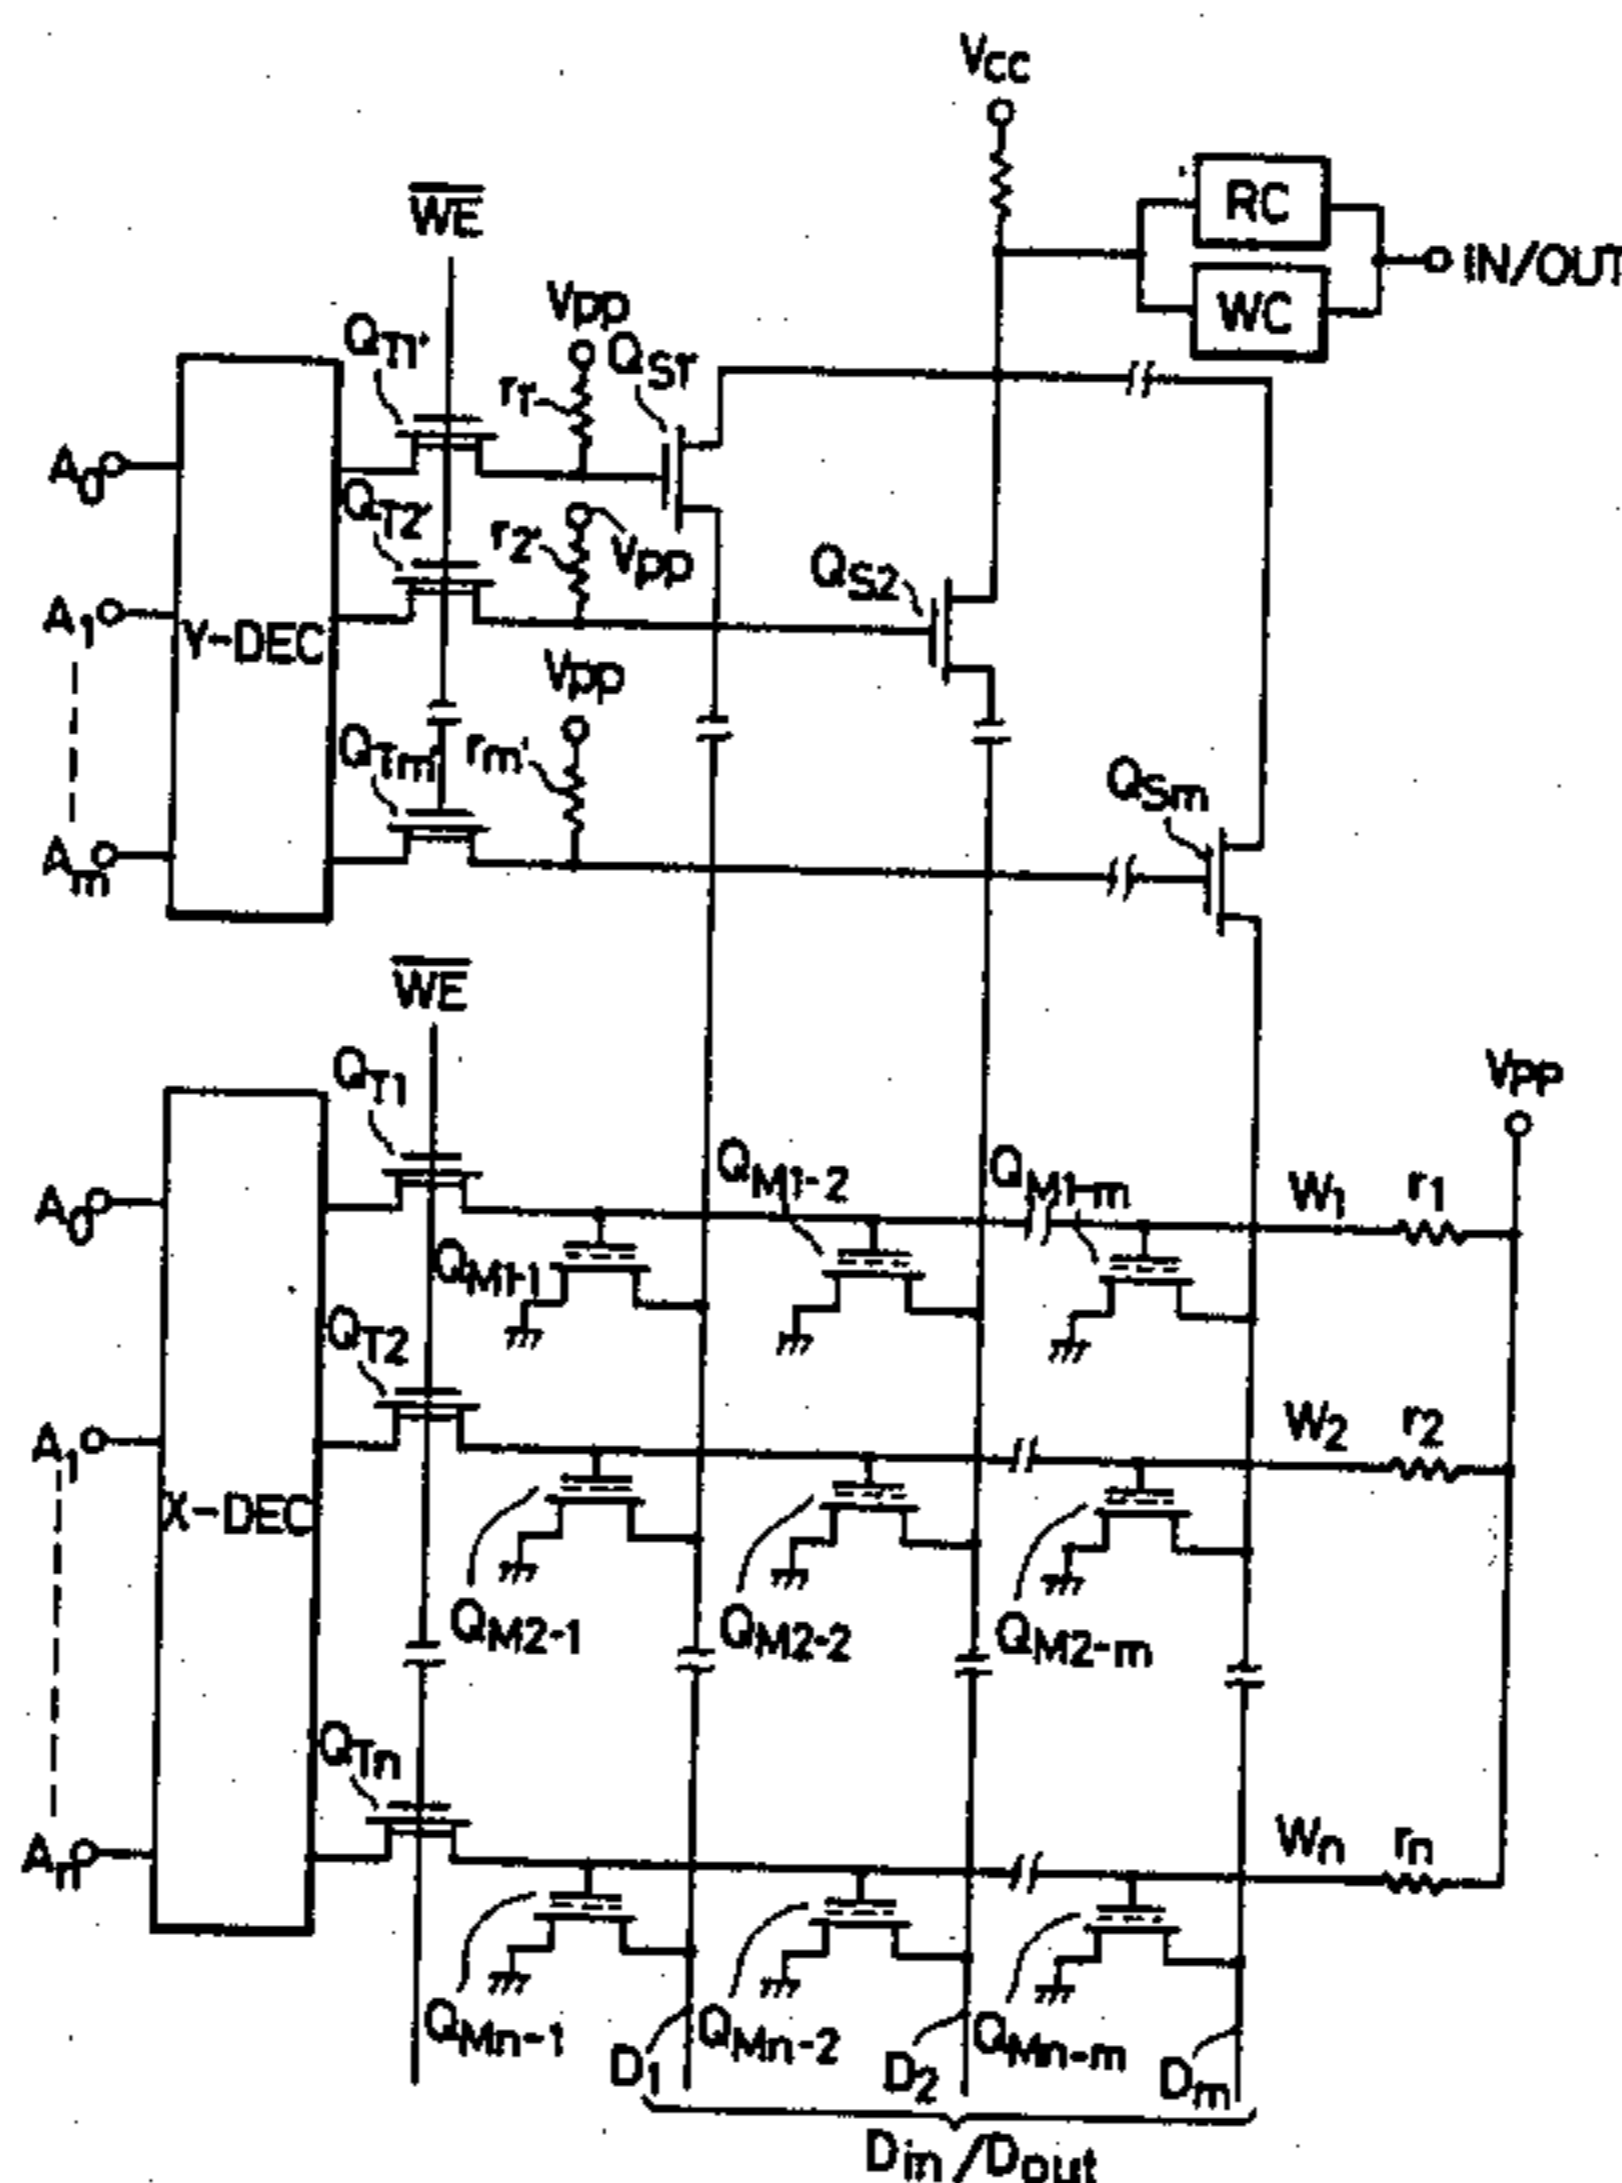 Vcc
RC
WE
IN/OUT
WC
QT1'
VPP
QS1
r1'
A0
QT2'
r2'
VPP
QS2
A1
Y-DEC
VPP
QTm'
rm'
QSm
Am
WE
QT1
VPP
A0
QM1-2
QM1-m
W1
r1
QM1-1
QT2
W2
r2
A1
X-DEC
QM2-1
QM2-2
QM2-m
QTn
Wn
rn
An
QMn-1
D1
QMn-2
D2
QMn-m
Dm
Din/Dout